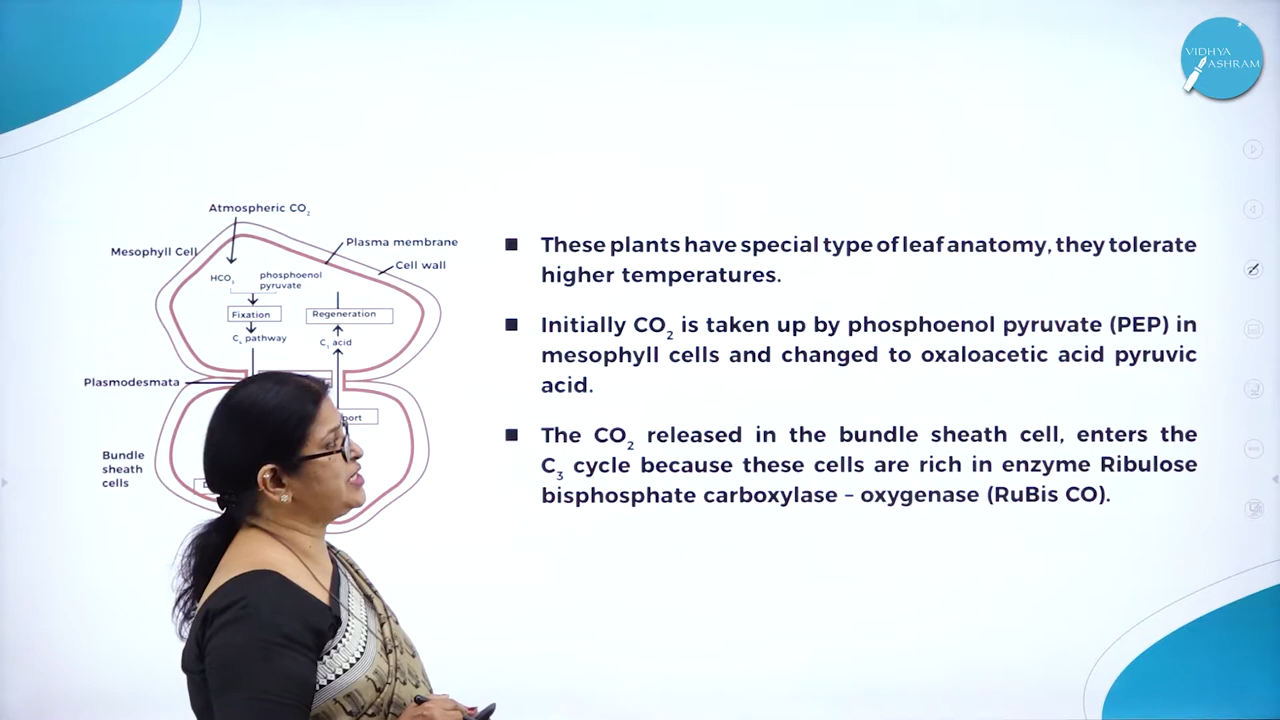 VIDHYA
ASHRAM
Atmospheric CO2
Mesophyll Cell
Plasma membrane
Cell wall
HCO3
phosphoenol
pyruvate
Fixation
Regeneration
C4 pathway
C3 acid
Plasmodesmata
port
Bundle
sheath
cells
These plants have special type of leaf anatomy, they tolerate
higher temperatures.
Initially CO2 is taken up by phosphoenol pyruvate (PEP) in
mesophyll cells and changed to oxaloacetic acid pyruvic
acid.
The CO2 released in the bundle sheath cell, enters the
C3 cycle because these cells are rich in enzyme Ribulose
bisphosphate carboxylase – oxygenase (RuBis CO).